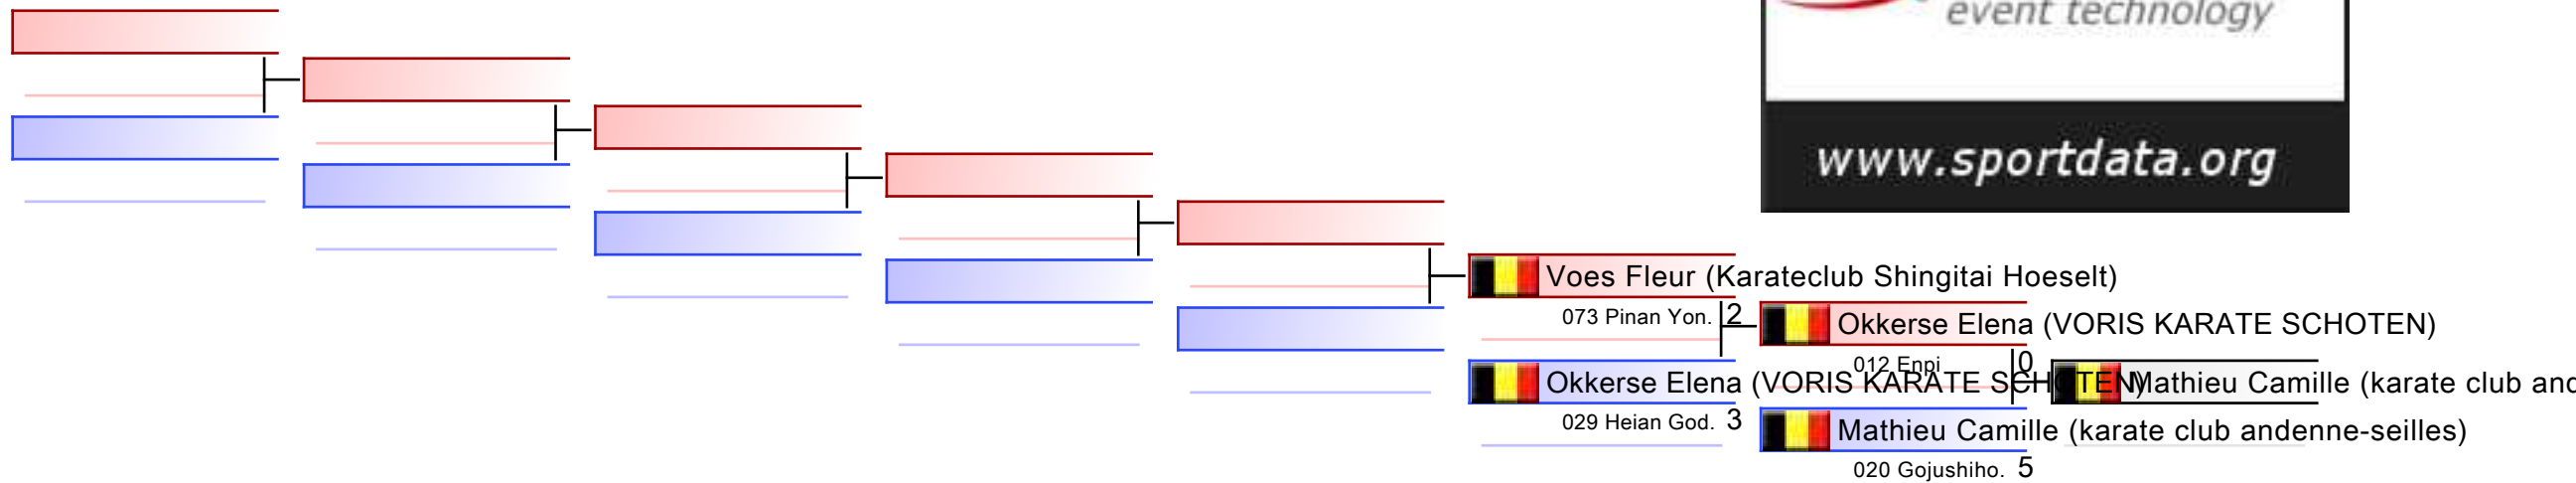 event technology
www.sportdata.org
Voes Fleur (Karateclub Shingitai Hoeselt)
073 Pinan Yon. 2
Okkerse Elena (VORIS KARATE SCHOTEN)
012 Enpi 0
Okkerse Elena (VORIS KARATE SCHOTEN)
Mathieu Camille (karate club and
029 Heian God. 3
Mathieu Camille (karate club andenne-seilles)
020 Gojushiho. 5